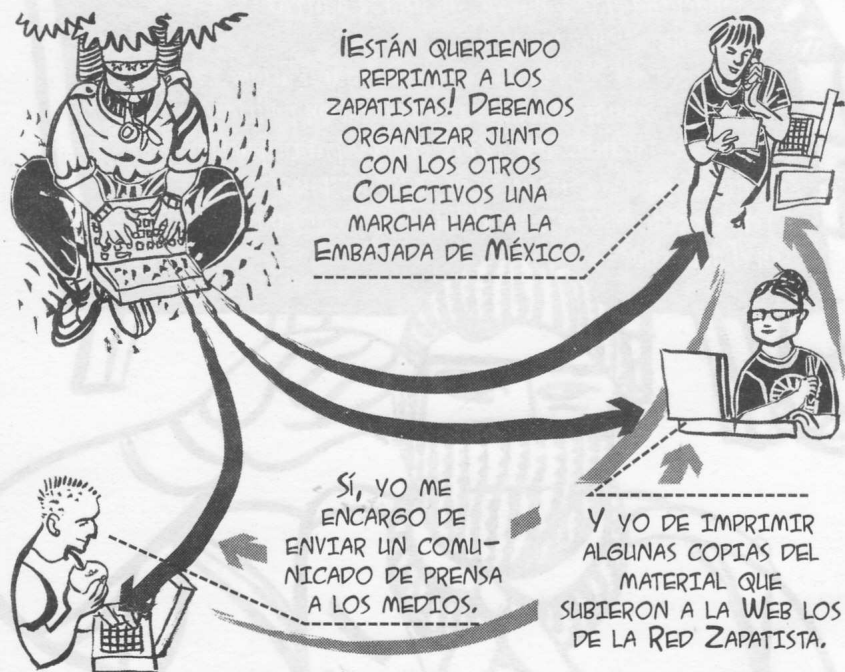 ¡ESTÁN QUERIENDO
REPRIMIR A LOS
ZAPATISTAS! DEBEMOS
ORGANIZAR JUNTO
CON LOS OTROS
COLECTIVOS UNA
MARCHA HACIA LA
EMBAJADA DE MÉXICO.
SÍ, YO ME
ENCARGO DE
ENVIAR UN COMU-
NICADO DE PRENSA
A LOS MEDIOS.
Y YO DE IMPRIMIR
ALGUNAS COPIAS DEL
MATERIAL QUE
SUBIERON A LA WEB LOS
DE LA RED ZAPATISTA.